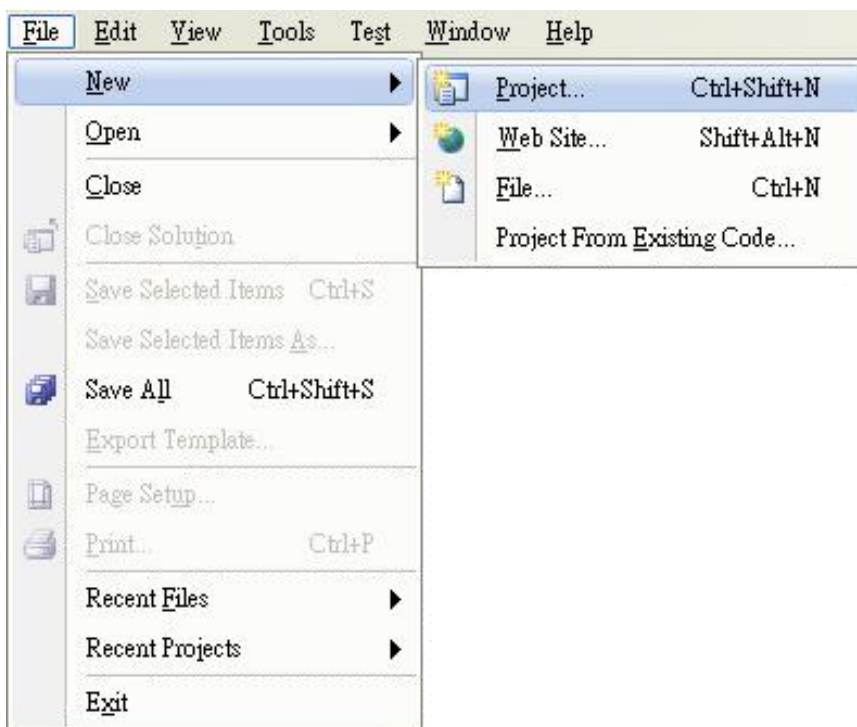 File Edit View Tools Test Window Help
New
Open
Close
Close Solution
Save Selected Items Ctrl+S
Save Selected Items As...
Save All Ctrl+Shift+S
Export Template...
Page Setup...
Print... Ctrl+P
Recent Files
Recent Projects
Exit
Project... Ctrl+Shift+N
Web Site... Shift+Alt+N
File... Ctrl+N
Project From Existing Code...